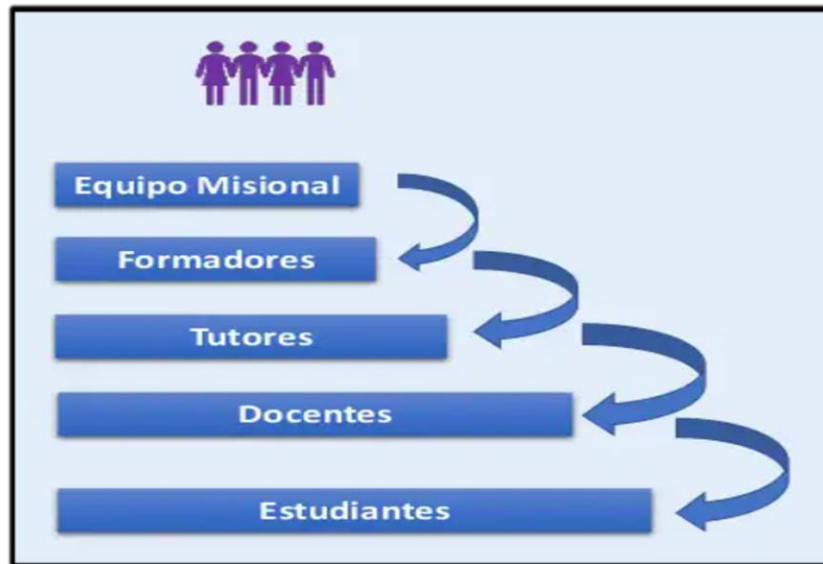 Equipo Misional
Formadores
Tutores
Docentes
Estudiantes